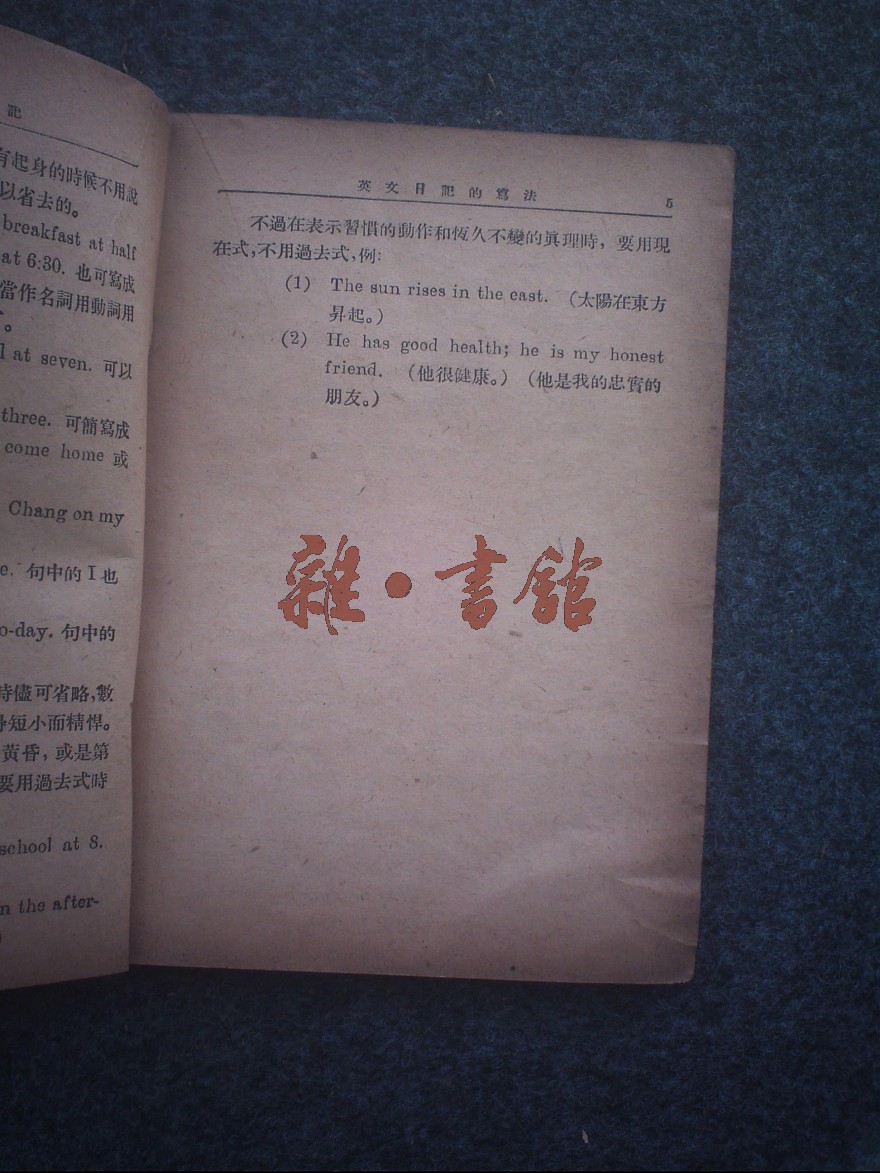 記
有起身的時候不用說
以省去的。
breakfast at half
at 6:30. 也可寫成
當作名詞用動詞用
。
l at seven. 可以
three. 可簡寫成
come home 或
Chang on my
e. 句中的 I 也
o-day. 句中的
時儘可省略,數
短小而精悍。
黃昏, 或是第
要用過去式時
school at 8.
n the after-
)
英文日記的寫法 5
不過在表示習慣的動作和恆久不變的眞理時, 要用現
在式,不用過去式,例:
(1) The sun rises in the east. (太陽在東方
昇起。)
(2) He has good health; he is my honest
friend. (他很健康。) (他是我的忠實的
朋友。)
雜·書館